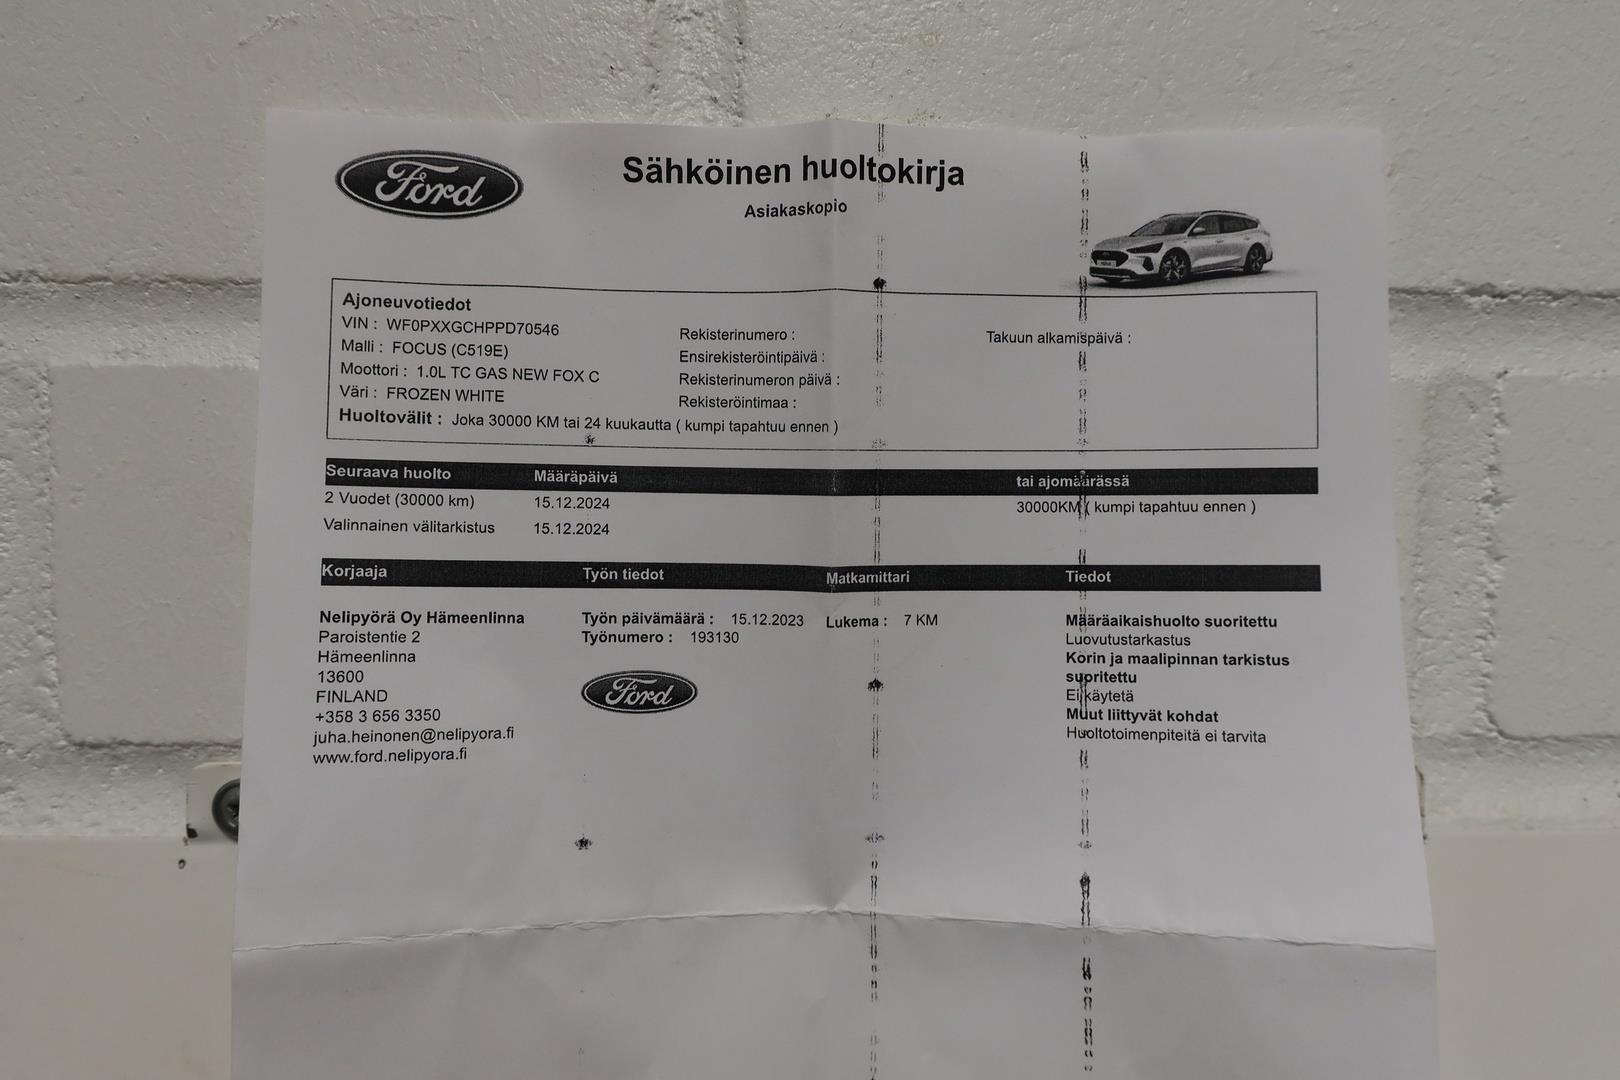 Ford
Sähköinen huoltokirja
Asiakaskopio
Ajoneuvotiedot
VIN : WF0PXXGCHPPD70546
Malli : FOCUS (C519E)
Moottori : 1.0L TC GAS NEW FOX C
Väri : FROZEN WHITE
Rekisterinumero :
Ensirekisteröintipäivä :
Rekisterinumeron päivä :
Rekisteröintimaa :
Takuun alkamispäivä :
Huoltovälit : Joka 30000 KM tai 24 kuukautta ( kumpi tapahtuu ennen )
Seuraava huolto Määräpäivä tai ajomäärässä
2 Vuodet (30000 km) 15.12.2024 30000KM ( kumpi tapahtuu ennen )
Valinnainen välitarkistus 15.12.2024
Korjaaja Työn tiedot Matkamittari Tiedot
Nelipyörä Oy Hämeenlinna
Paroistentie 2
Hämeenlinna
13600
FINLAND
+358 3 656 3350
juha.heinonen@nelipyora.fi
www.ford.nelipyora.fi
Työn päivämäärä : 15.12.2023
Työnumero : 193130
Ford
Lukema : 7 KM
Määräaikaishuolto suoritettu
Luovutustarkastus
Korin ja maalipinnan tarkistus
suoritettu
Ei käytetä
Muut liittyvät kohdat
Huoltotoimenpiteitä ei tarvita